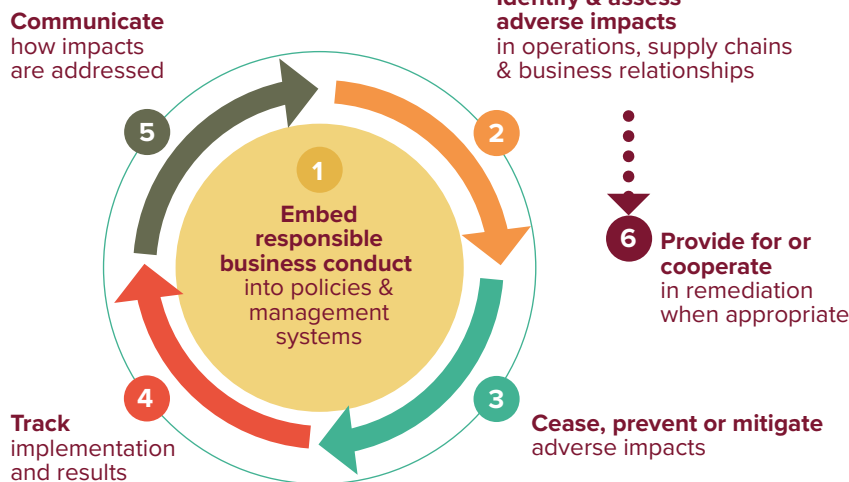 Communicate
how impacts
are addressed
Identify & assess
adverse impacts
in operations, supply chains
& business relationships
5
2
1
Embed
responsible
business conduct
into policies &
management
systems
6
Provide for or
cooperate
in remediation
when appropriate
4
3
Track
implementation
and results
Cease, prevent or mitigate
adverse impacts